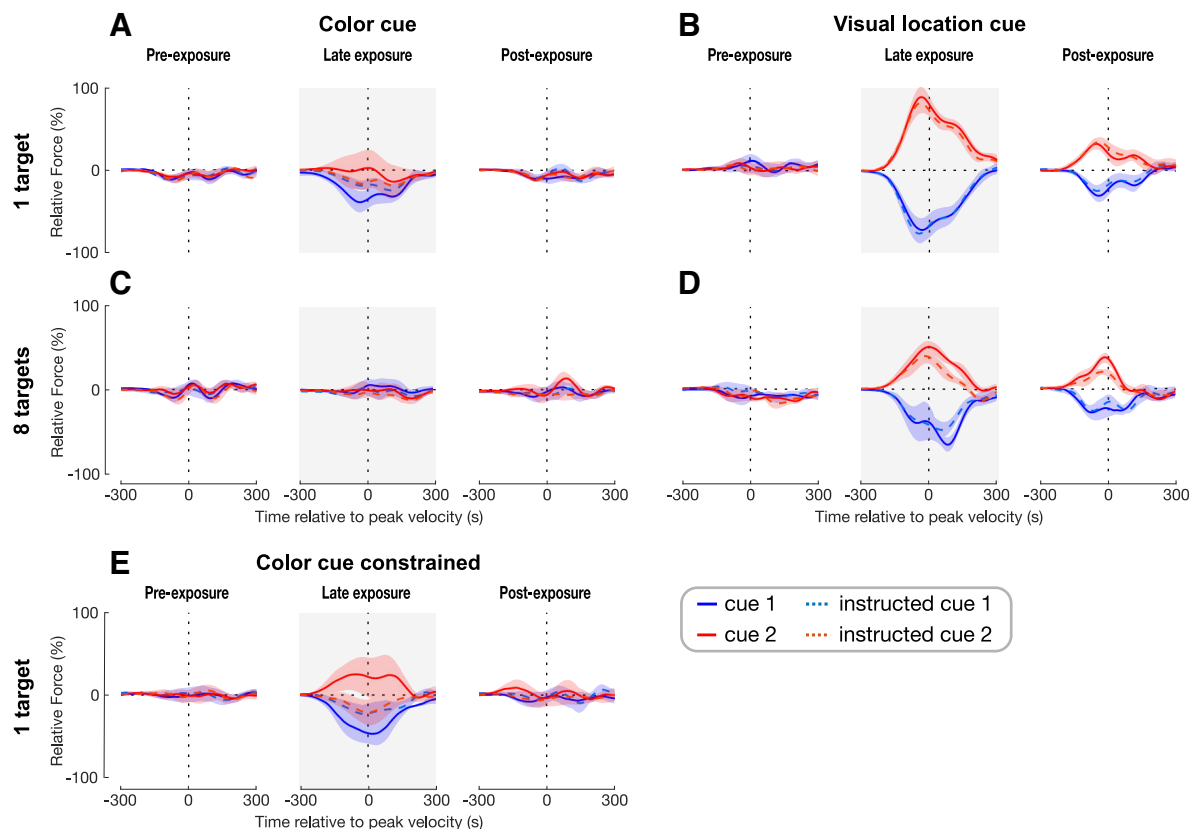 A
Color cue
B
Visual location cue
Pre-exposure
Late exposure
Post-exposure
Pre-exposure
Late exposure
Post-exposure
1 target
Relative Force (%)
100
0
-100
C
D
8 targets
Relative Force (%)
100
0
-100
-300 0 300
-300 0 300
-300 0 300
-300 0 300
-300 0 300
-300 0 300
Time relative to peak velocity (s)
Time relative to peak velocity (s)
E
Color cue constrained
Pre-exposure
Late exposure
Post-exposure
1 target
Relative Force (%)
100
0
-100
-300 0 300
-300 0 300
-300 0 300
Time relative to peak velocity (s)
cue 1
instructed cue 1
cue 2
instructed cue 2